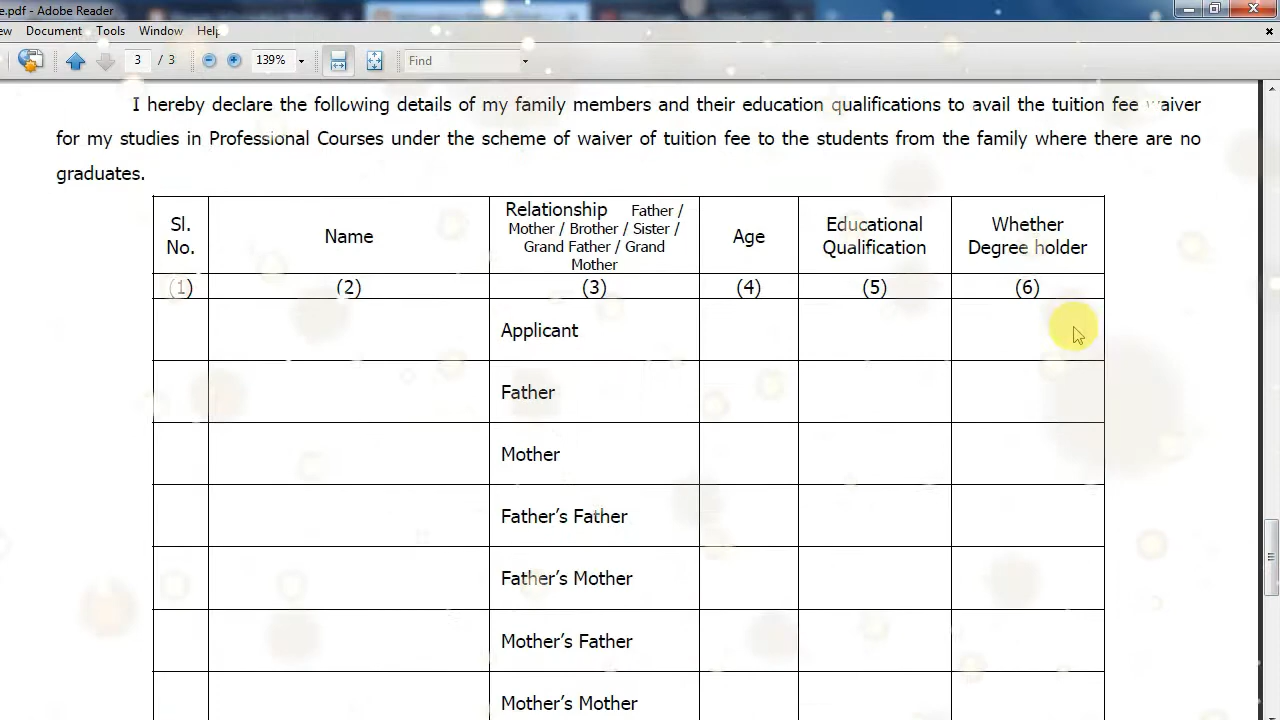 e.pdf - Adobe Reader
ew Document Tools Window Help
3 / 3 139% Find
I hereby declare the following details of my family members and their education qualifications to avail the tuition fee waiver
for my studies in Professional Courses under the scheme of waiver of tuition fee to the students from the family where there are no
graduates.
Sl.
No.
Name
Relationship Father /
Mother / Brother / Sister /
Grand Father / Grand
Mother
Age
Educational
Qualification
Whether
Degree holder
(1) (2) (3) (4) (5) (6)
Applicant
Father
Mother
Father’s Father
Father’s Mother
Mother’s Father
Mother’s Mother